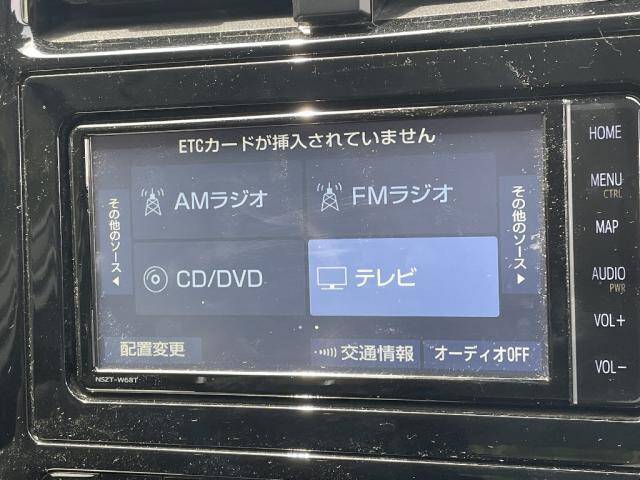 ETCカードが挿入されていません
その他のソース
AMラジオ
FMラジオ
その他のソース
CD/DVD
テレビ
配置変更
交通情報
オーディオOFF
NSZT-W68T
HOME
MENU
CTRL
MAP
AUDIO
PWR
VOL+
VOL-